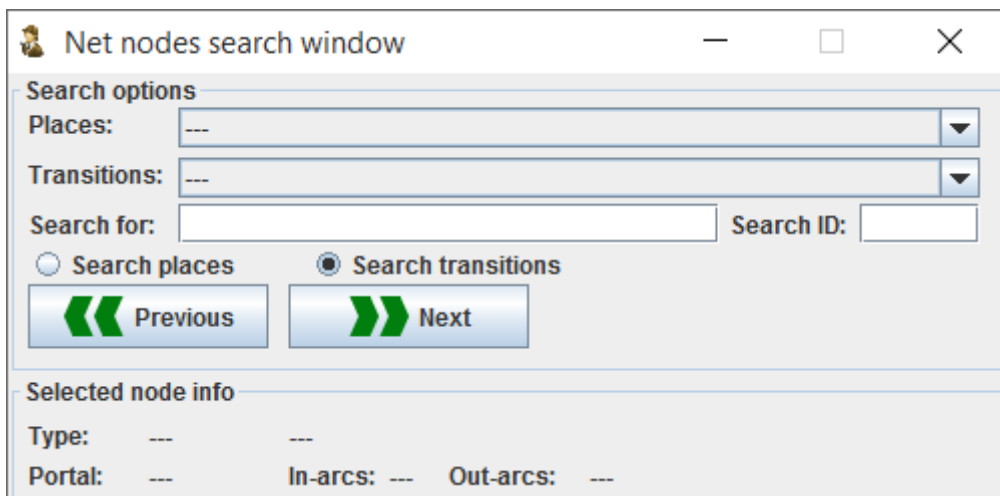 Net nodes search window
Search options
Places: ---
Transitions: ---
Search for: Search ID:
Search places Search transitions
Previous Next
Selected node info
Type: --- ---
Portal: --- In-arcs: --- Out-arcs: ---